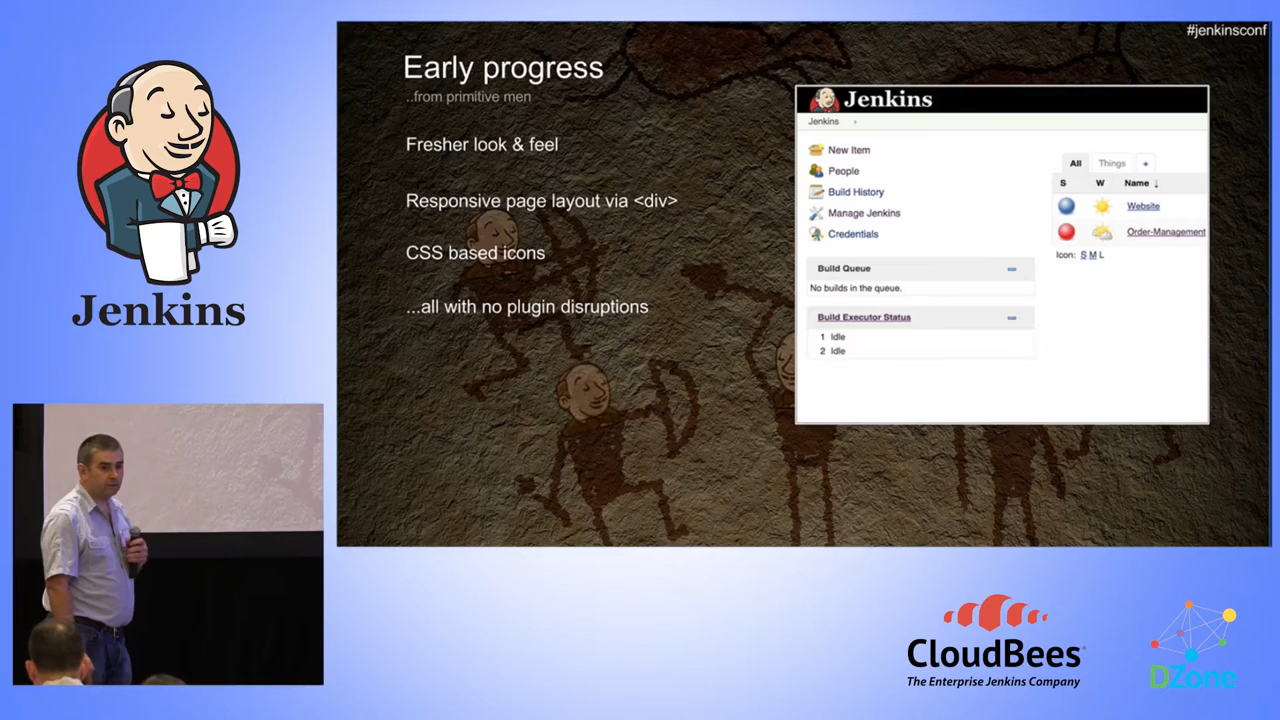 #jenkinsconf
Jenkins
Early progress
..from primitive men
Fresher look & feel
Responsive page layout via <div>
CSS based icons
...all with no plugin disruptions
Jenkins
Jenkins
New Item
People
Build History
Manage Jenkins
Credentials
Build Queue
No builds in the queue.
Build Executor Status
1 Idle
2 Idle
All Things +
S W Name ↓
Website
Order-Management
Icon: S M L
CloudBees
The Enterprise Jenkins Company
DZone